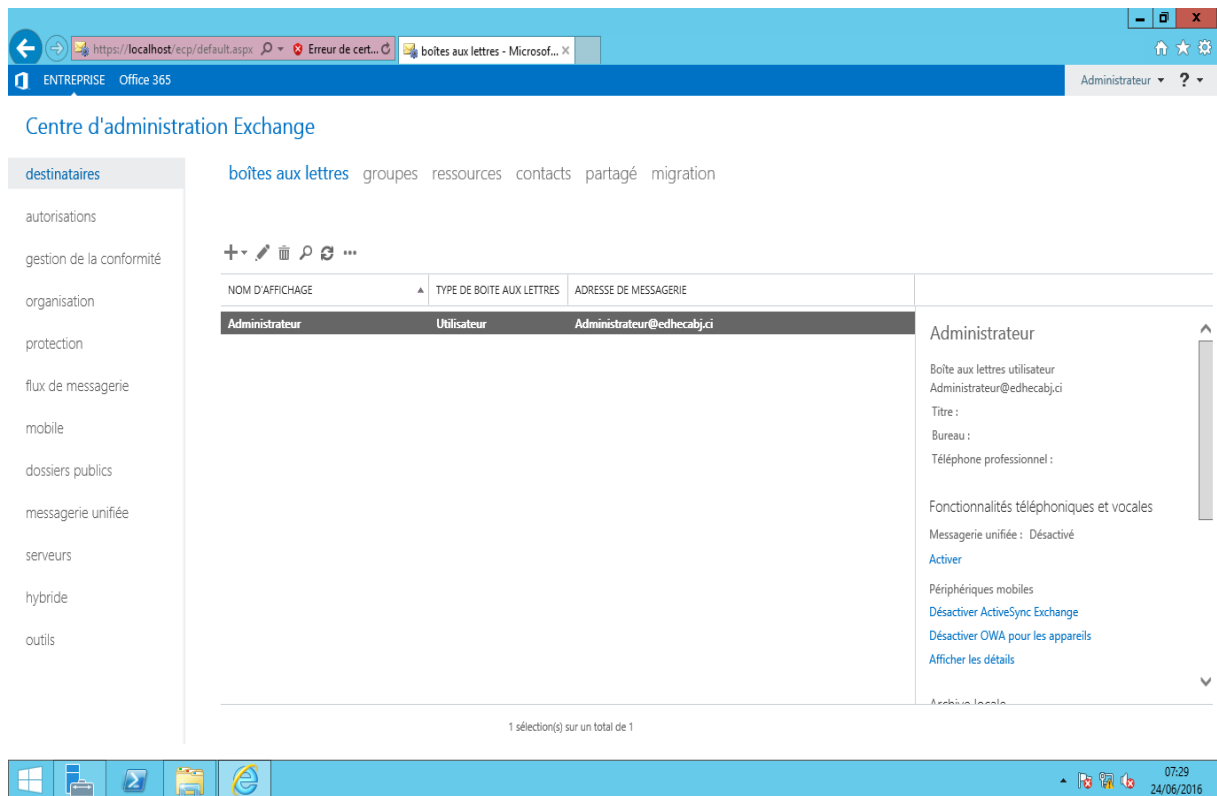 https://localhost/ecp/default.aspx Erreur de cert... boîtes aux lettres - Microsof...
ENTREPRISE Office 365 Administrateur ?
Centre d'administration Exchange
destinataires
autorisations
gestion de la conformité
organisation
protection
flux de messagerie
mobile
dossiers publics
messagerie unifiée
serveurs
hybride
outils
boîtes aux lettres groupes ressources contacts partagé migration
NOM D'AFFICHAGE TYPE DE BOITE AUX LETTRES ADRESSE DE MESSAGERIE
Administrateur Utilisateur Administrateur@edhecabj.ci
Administrateur
Boîte aux lettres utilisateur
Administrateur@edhecabj.ci
Titre :
Bureau :
Téléphone professionnel :
Fonctionnalités téléphoniques et vocales
Messagerie unifiée : Désactivé
Activer
Périphériques mobiles
Désactiver ActiveSync Exchange
Désactiver OWA pour les appareils
Afficher les détails
Archive locale
1 sélection(s) sur un total de 1
07:29
24/06/2016